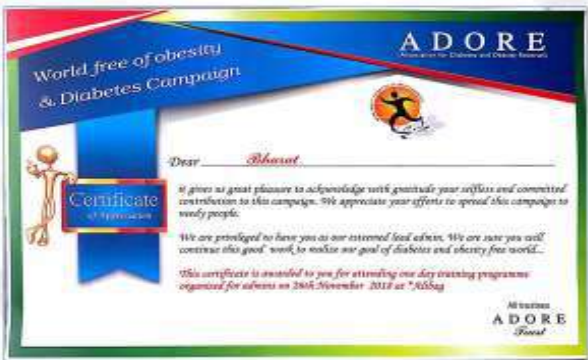 World free of obesity
& Diabetes Campaign
ADORE
Association for Diabetes and Obesity Reversal
Dear Bharat
Certificate
of Appreciation
it gives us great pleasure to acknowledge with gratitude your selfless and committed
contribution to this campaign. We appreciate your efforts to spread this campaign to
needy people.
We are privileged to have you as our esteemed lead admin. We are sure you will
continue this good work to realize our goal of diabetes and obesity free world...
This certificate is awarded to you for attending one day training programme
organized for admins on 26th November 2018 at "Alibag
All trustees
ADORE
Trust